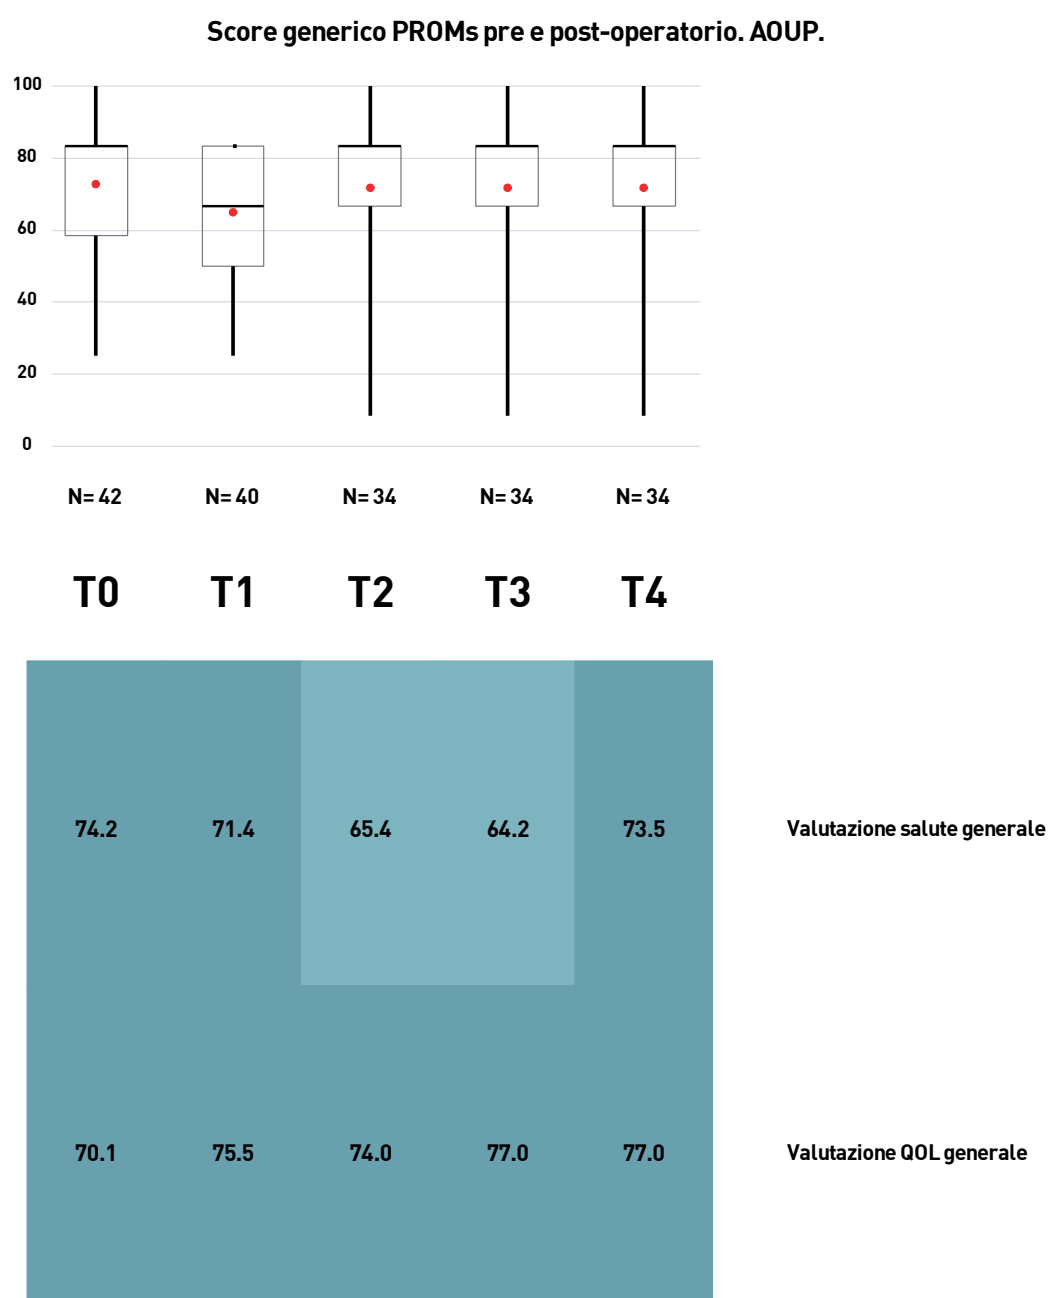 Score generico PROMs pre e post-operatorio. AOUP.
100
80
60
40
20
0
N= 42 N= 40 N= 34 N= 34 N= 34
T0 T1 T2 T3 T4
74.2 71.4 65.4 64.2 73.5 Valutazione salute generale
70.1 75.5 74.0 77.0 77.0 Valutazione QOL generale